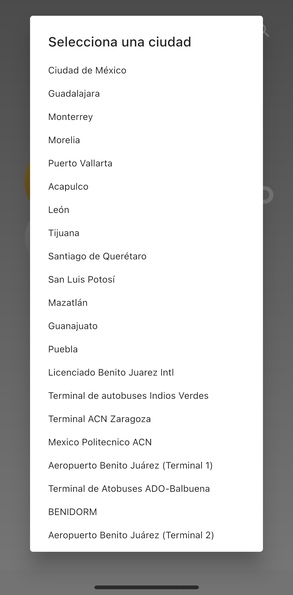 Selecciona una ciudad
Ciudad de México
Guadalajara
Monterrey
Morelia
Puerto Vallarta
Acapulco
León
Tijuana
Santiago de Querétaro
San Luis Potosí
Mazatlán
Guanajuato
Puebla
Licenciado Benito Juarez Intl
Terminal de autobuses Indios Verdes
Terminal ACN Zaragoza
Mexico Politecnico ACN
Aeropuerto Benito Juárez (Terminal 1)
Terminal de Atobuses ADO-Balbuena
BENIDORM
Aeropuerto Benito Juárez (Terminal 2)